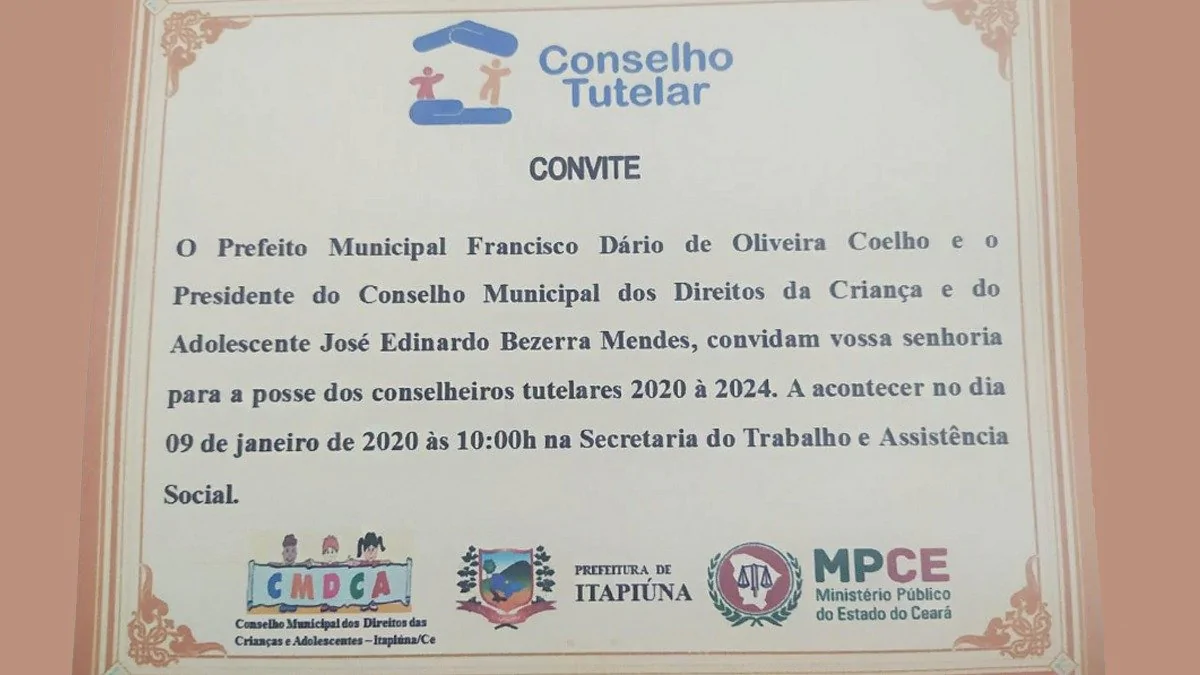 Conselho
Tutelar
CONVITE
O Prefeito Municipal Francisco Dário de Oliveira Coelho e o
Presidente do Conselho Municipal dos Direitos da Criança e do
Adolescente José Edinardo Bezerra Mendes, convidam vossa senhoria
para a posse dos conselheiros tutelares 2020 à 2024. A acontecer no dia
09 de janeiro de 2020 às 10:00h na Secretaria do Trabalho e Assistência
Social.
CMDCA
Conselho Municipal dos Direitos das
Crianças e Adolescentes – Itapiúna/Ce
PREFEITURA DE
ITAPIÚNA
MPCE
Ministério Público
do Estado do Ceará